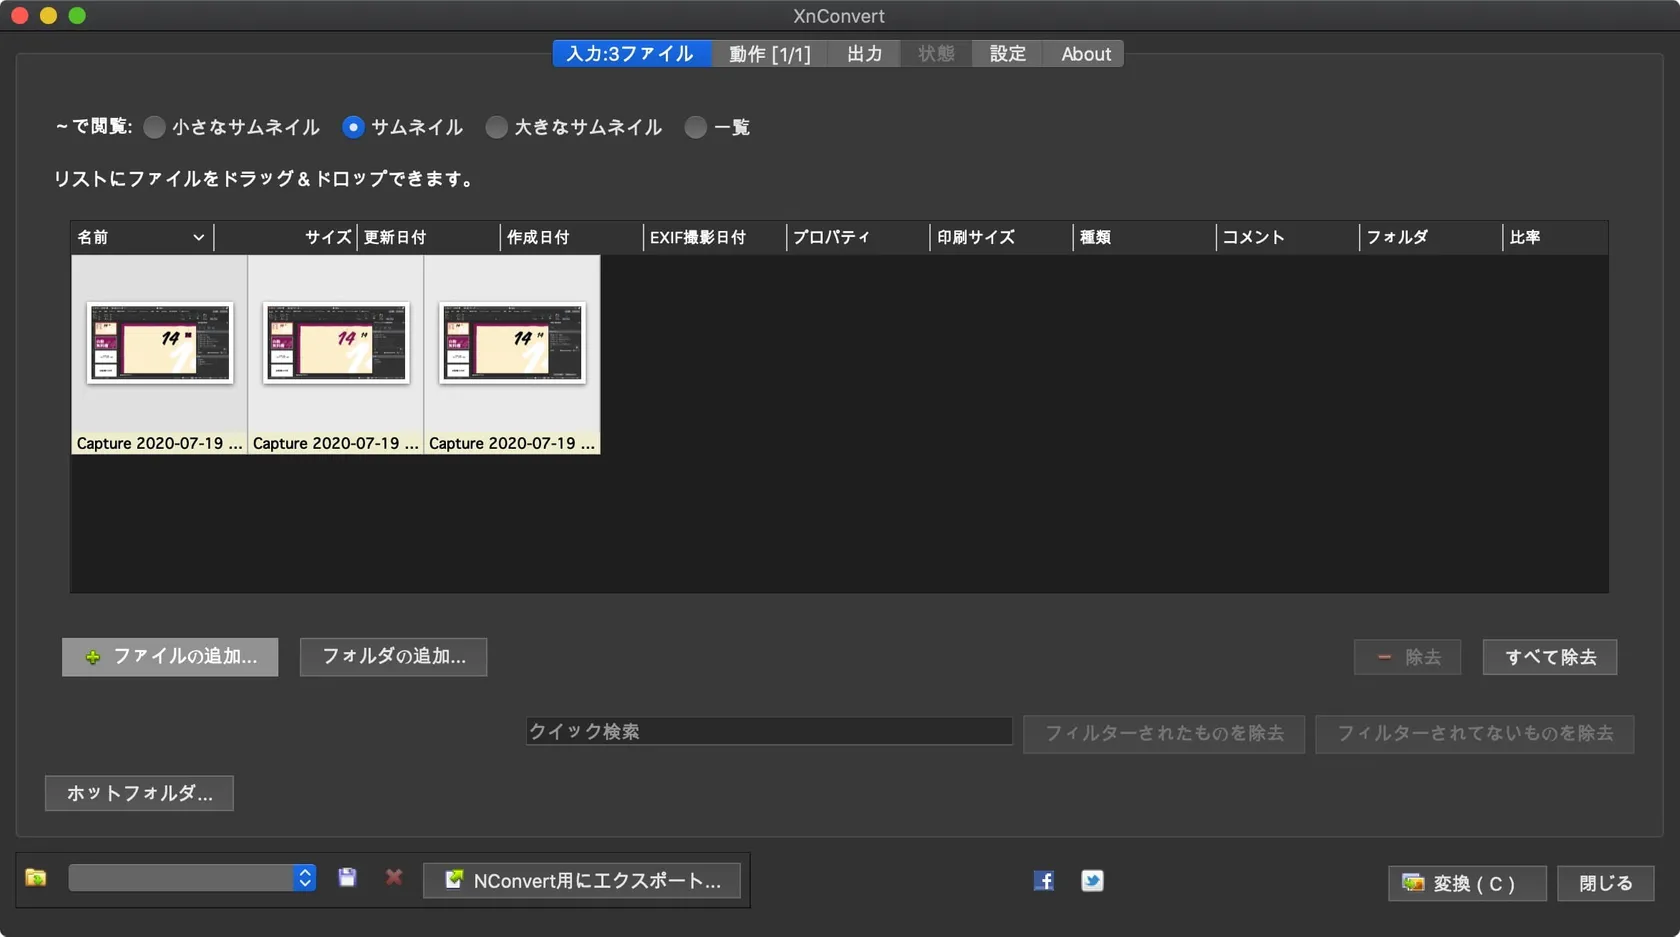 XnConvert
入力:3ファイル 動作 [1/1] 出力 状態 設定 About
~で閲覧: 小さなサムネイル サムネイル 大きなサムネイル 一覧
リストにファイルをドラッグ＆ドロップできます。
名前 サイズ 更新日付 作成日付 EXIF撮影日付 プロパティ 印刷サイズ 種類 コメント フォルダ 比率
14 14 14
Capture 2020-07-19 ... Capture 2020-07-19 ... Capture 2020-07-19 ...
ファイルの追加... フォルダの追加... 除去 すべて除去
クイック検索 フィルターされたものを除去 フィルターされてないものを除去
ホットフォルダ...
NConvert用にエクスポート... 変換 ( C ) 閉じる